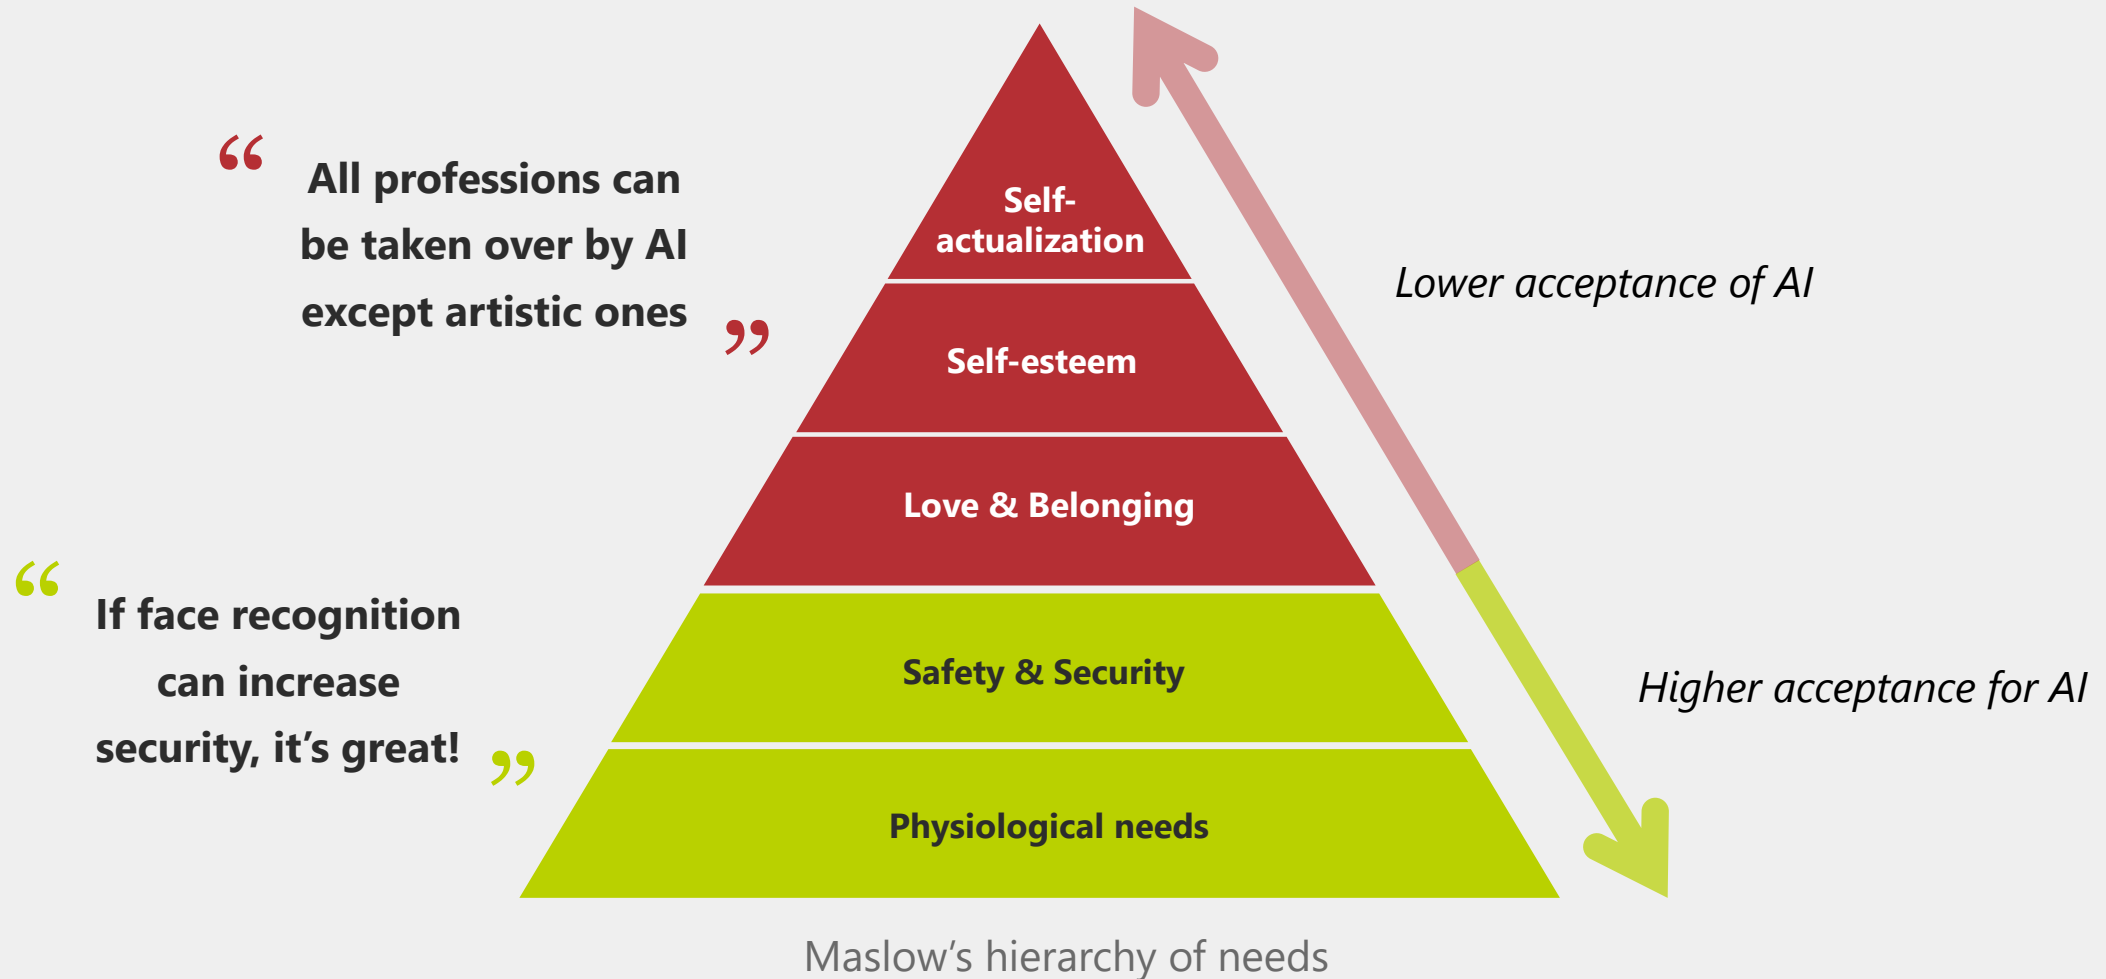 “ All professions can
be taken over by AI
except artistic ones ”
Self-
actualization
Lower acceptance of AI
Self-esteem
Love & Belonging
“ If face recognition
can increase
security, it’s great! ”
Safety & Security
Higher acceptance for AI
Physiological needs
Maslow’s hierarchy of needs